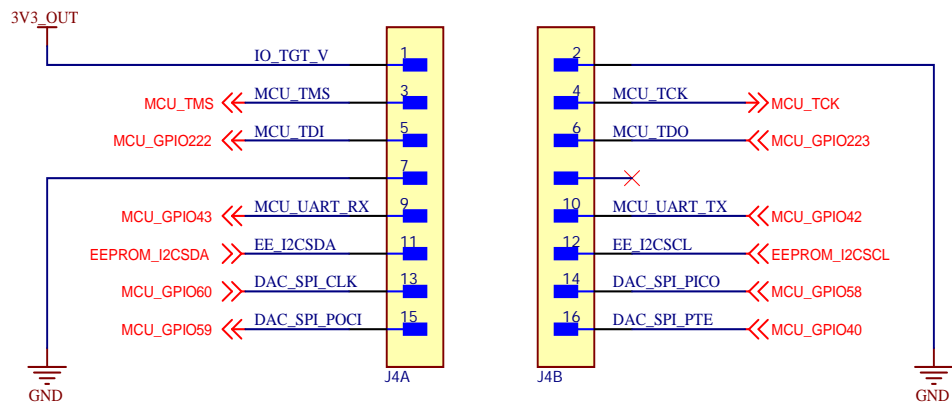 3V3_OUT
IO_TGT_V 1 2
MCU_TMS MCU_TMS 3 4 MCU_TCK MCU_TCK
MCU_GPIO222 MCU_TDI 5 6 MCU_TDO MCU_GPIO223
7
MCU_GPIO43 MCU_UART_RX 9 10 MCU_UART_TX MCU_GPIO42
EEPROM_I2CSDA EE_I2CSDA 11 12 EE_I2CSCL EEPROM_I2CSCL
MCU_GPIO60 DAC_SPI_CLK 13 14 DAC_SPI_PICO MCU_GPIO58
MCU_GPIO59 DAC_SPI_POCI 15 16 DAC_SPI_PTE MCU_GPIO40
J4A J4B
GND GND